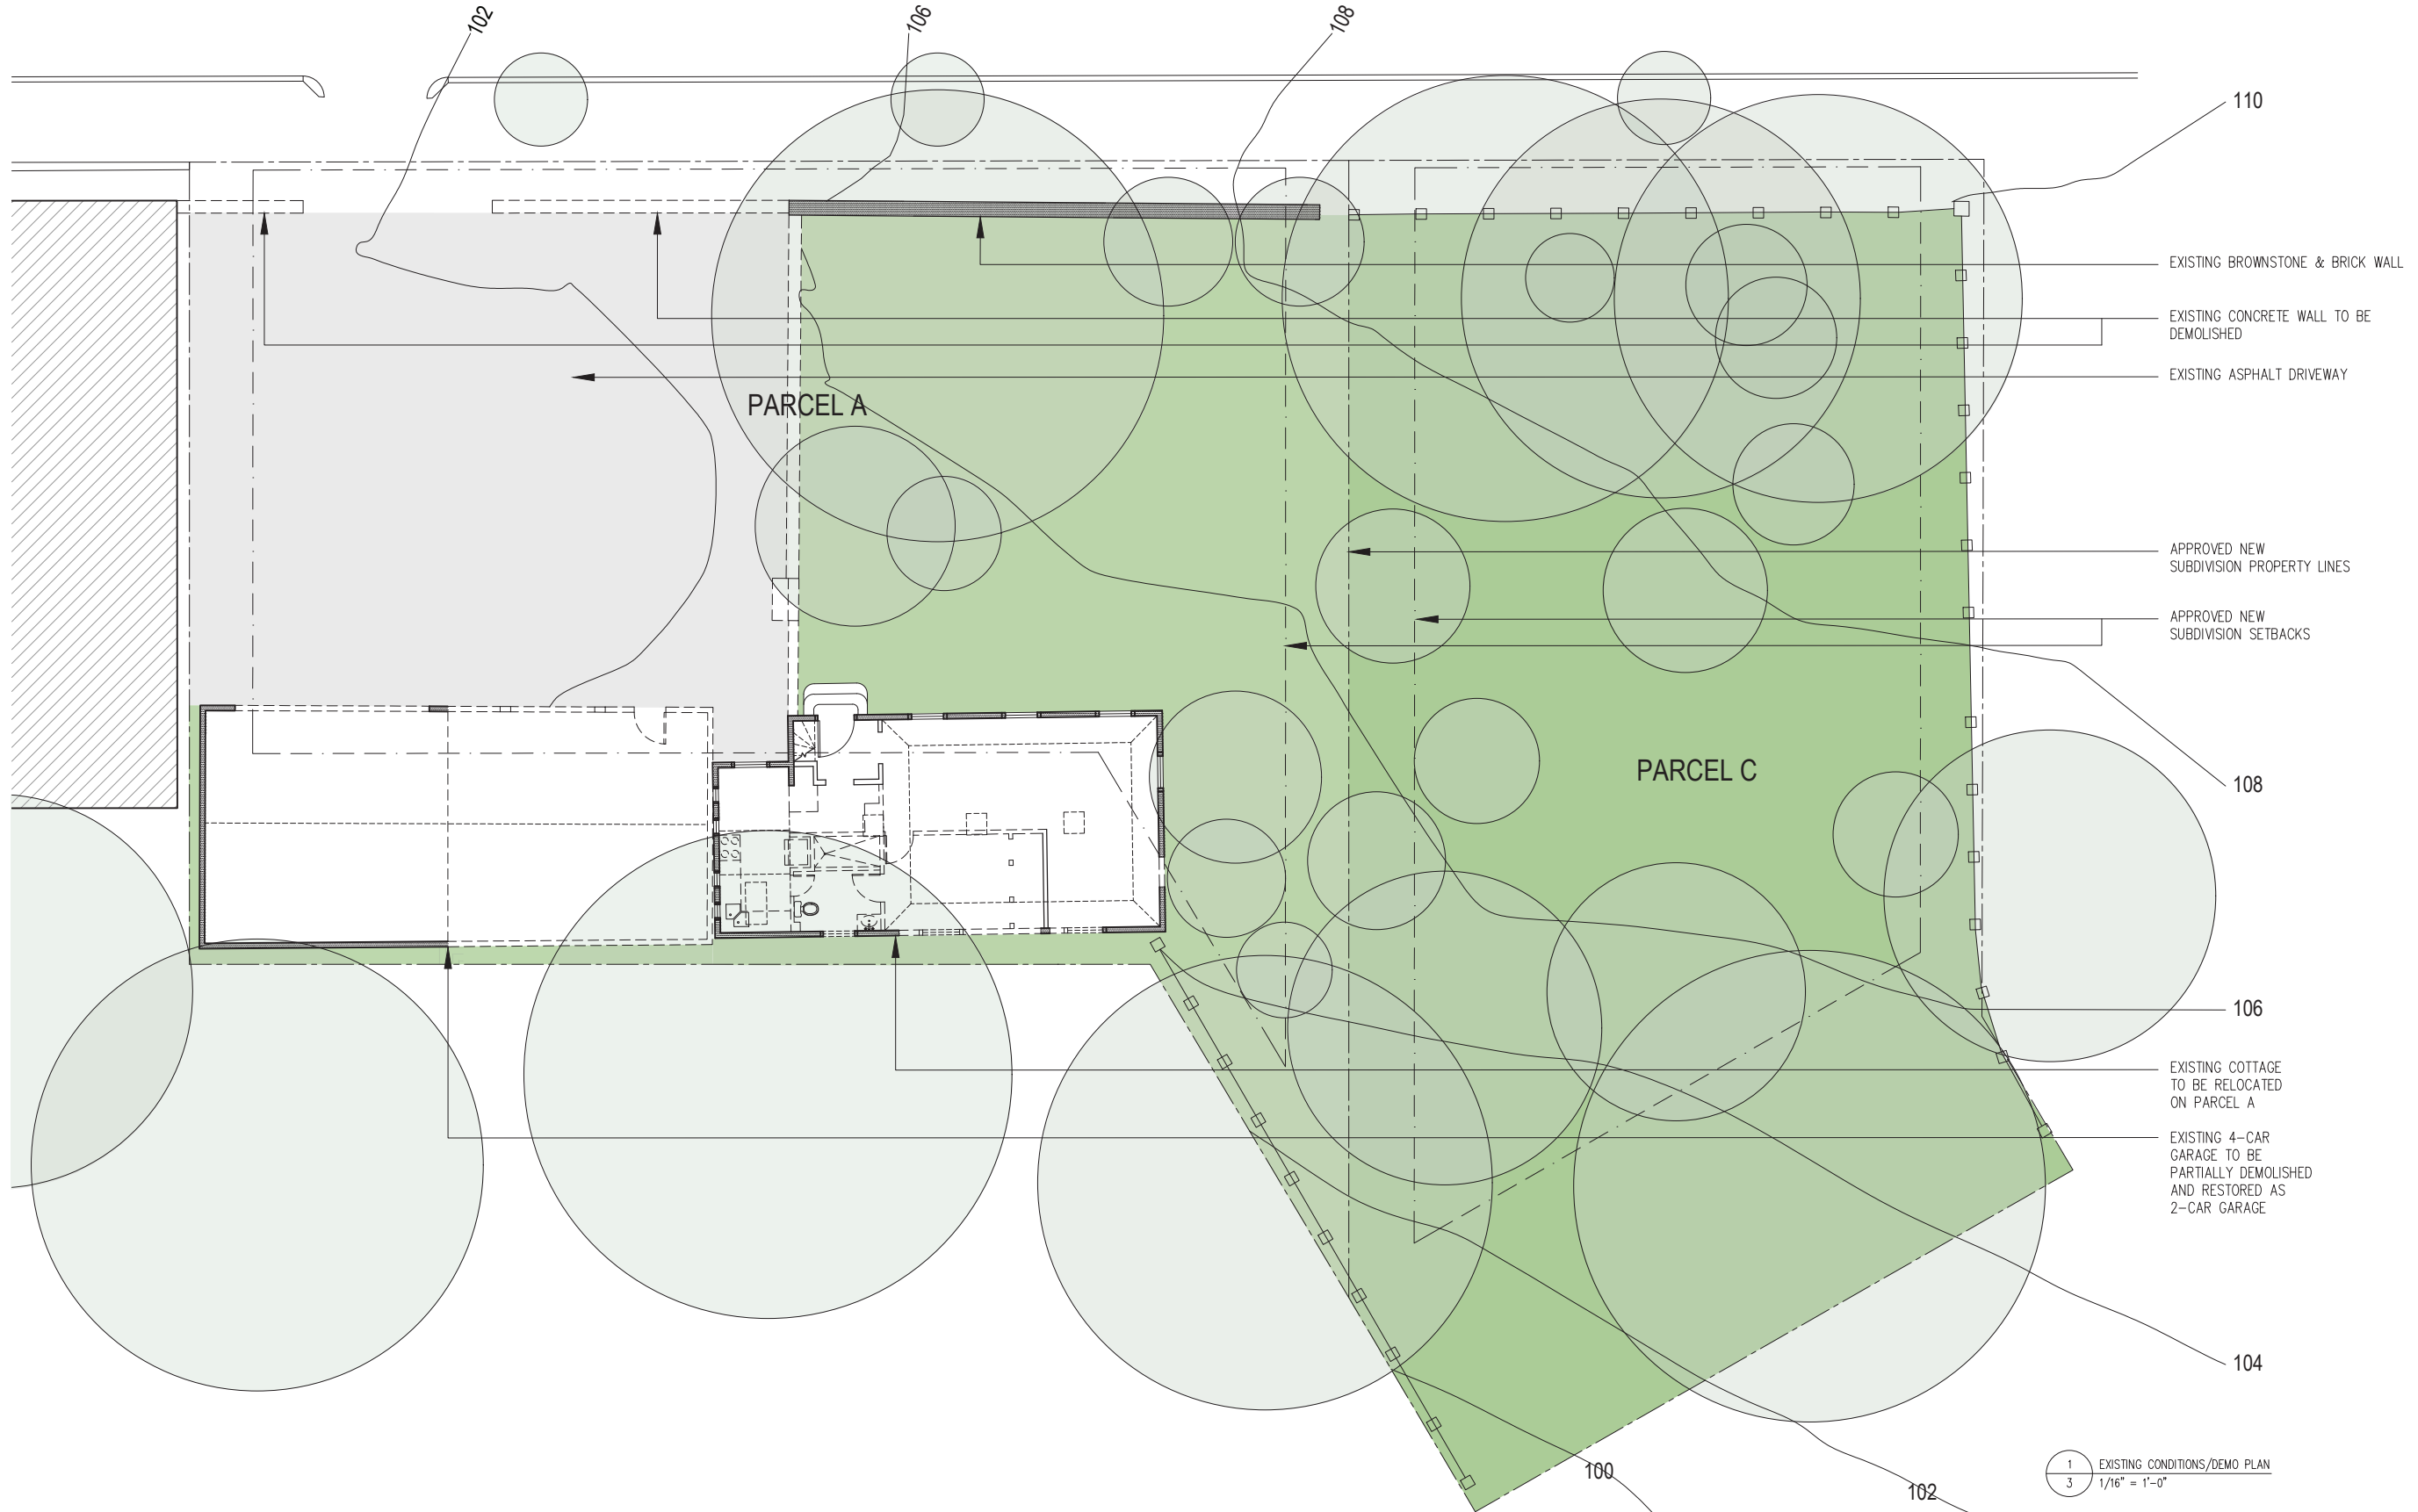 102
106
108
110
EXISTING BROWNSTONE & BRICK WALL
EXISTING CONCRETE WALL TO BE
DEMOLISHED
EXISTING ASPHALT DRIVEWAY
PARCEL A
APPROVED NEW
SUBDIVISION PROPERTY LINES
APPROVED NEW
SUBDIVISION SETBACKS
PARCEL C
108
106
EXISTING COTTAGE
TO BE RELOCATED
ON PARCEL A
EXISTING 4-CAR
GARAGE TO BE
PARTIALLY DEMOLISHED
AND RESTORED AS
2-CAR GARAGE
104
100
102
1
EXISTING CONDITIONS/DEMO PLAN
3
1/16" = 1'-0"